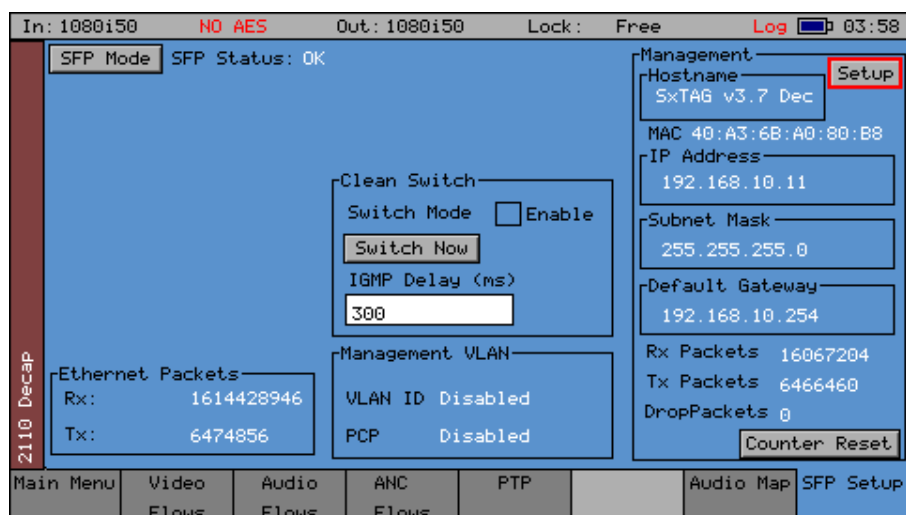 In: 1080i50 NO AES Out: 1080i50 Lock: Free Log 03:58
SFP Mode SFP Status: OK
Management
Setup
Hostname
SxTAG v3.7 Dec
MAC 40:A3:6B:A0:80:B8
IP Address
192.168.10.11
Subnet Mask
255.255.255.0
Default Gateway
192.168.10.254
Rx Packets 16067204
Tx Packets 6466460
DropPackets 0
Counter Reset
Clean Switch
Switch Mode Enable
Switch Now
IGMP Delay (ms)
300
Management VLAN
VLAN ID Disabled
PCP Disabled
Ethernet Packets
Rx: 1614428946
Tx: 6474856
2110 Decap
Main Menu Video Flows Audio Flows ANC Flows PTP Audio Map SFP Setup